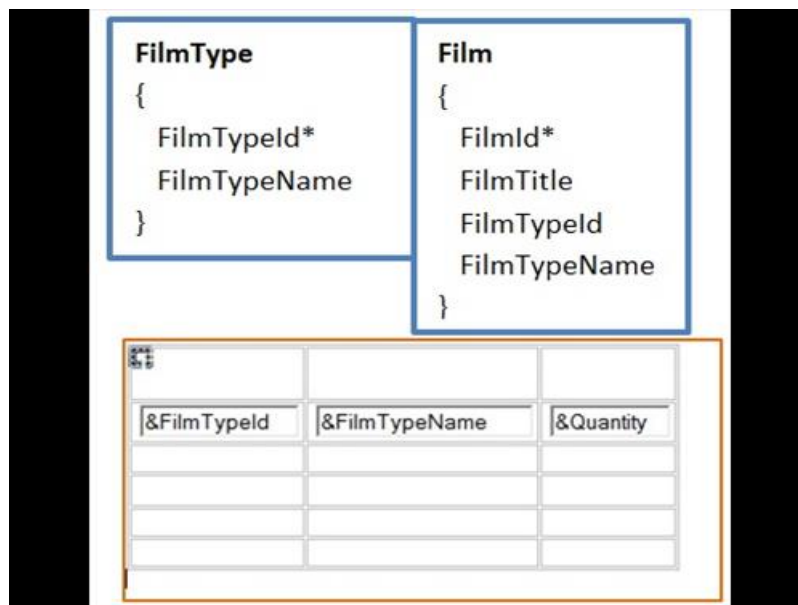 FilmType
{
FilmTypeId*
FilmTypeName
}
Film
{
FilmId*
FilmTitle
FilmTypeId
FilmTypeName
}
&FilmTypeId &FilmTypeName &Quantity